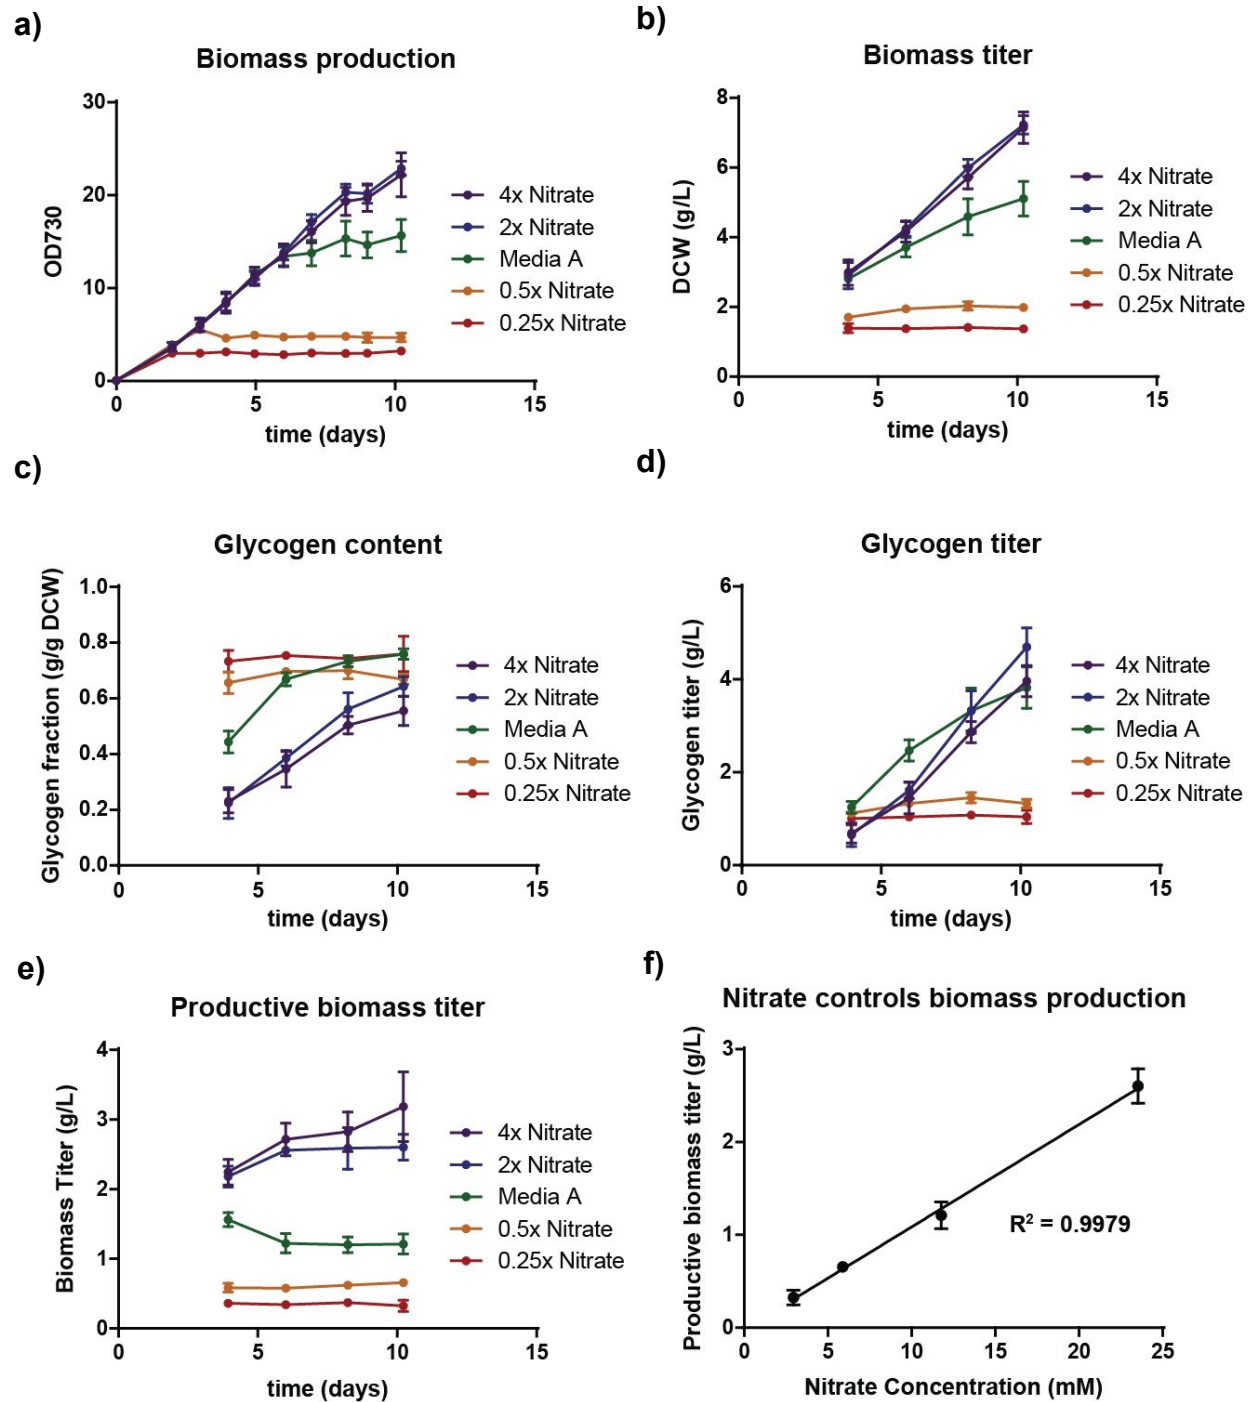 a)
Biomass production
OD730
30
20
10
0
0
5
10
15
time (days)
4x Nitrate
2x Nitrate
Media A
0.5x Nitrate
0.25x Nitrate
b)
Biomass titer
DCW (g/L)
8
6
4
2
0
0
5
10
15
time (days)
4x Nitrate
2x Nitrate
Media A
0.5x Nitrate
0.25x Nitrate
c)
Glycogen content
Glycogen fraction (g/g DCW)
1.0
0.8
0.6
0.4
0.2
0.0
0
5
10
15
time (days)
4x Nitrate
2x Nitrate
Media A
0.5x Nitrate
0.25x Nitrate
d)
Glycogen titer
Glycogen titer (g/L)
6
4
2
0
0
5
10
15
time (days)
4x Nitrate
2x Nitrate
Media A
0.5x Nitrate
0.25x Nitrate
e)
Productive biomass titer
Biomass Titer (g/L)
4
3
2
1
0
0
5
10
15
time (days)
4x Nitrate
2x Nitrate
Media A
0.5x Nitrate
0.25x Nitrate
f)
Nitrate controls biomass production
Productive biomass titer (g/L)
3
2
1
0
0
5
10
15
20
25
R² = 0.9979
Nitrate Concentration (mM)